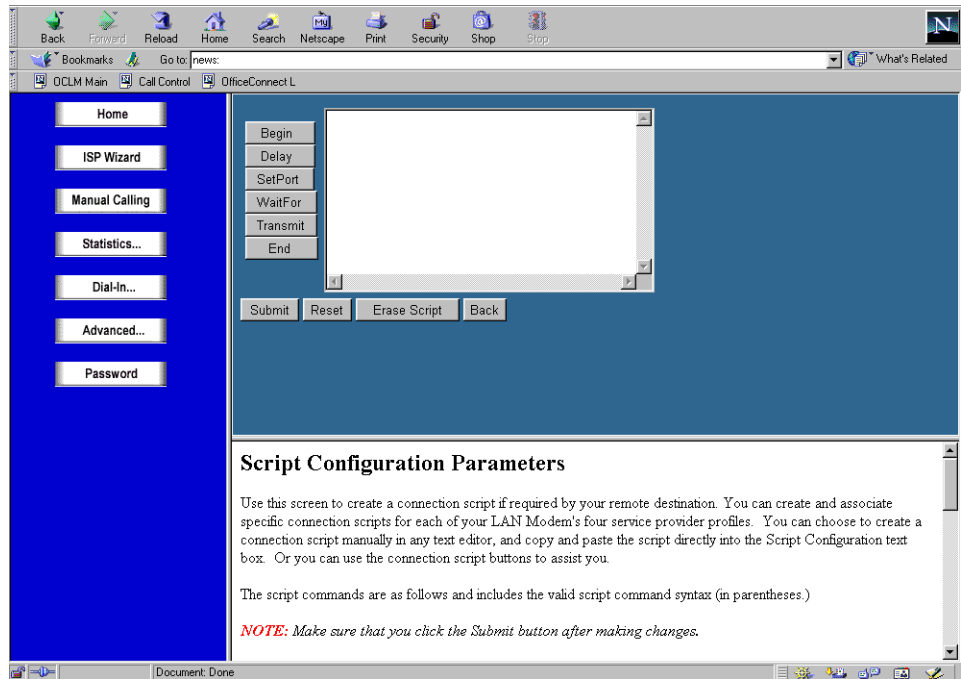 Back Forward Reload Home Search Netscape Print Security Shop Stop
My
N
Bookmarks Go to: news: What's Related
OCLM Main Call Control OfficeConnect L
Home
ISP Wizard
Manual Calling
Statistics...
Dial-In...
Advanced...
Password
Begin
Delay
SetPort
WaitFor
Transmit
End
Submit Reset Erase Script Back
Script Configuration Parameters
Use this screen to create a connection script if required by your remote destination. You can create and associate
specific connection scripts for each of your LAN Modem's four service provider profiles. You can choose to create a
connection script manually in any text editor, and copy and paste the script directly into the Script Configuration text
box. Or you can use the connection script buttons to assist you.
The script commands are as follows and includes the valid script command syntax (in parentheses.)
NOTE: Make sure that you click the Submit button after making changes.
Document: Done